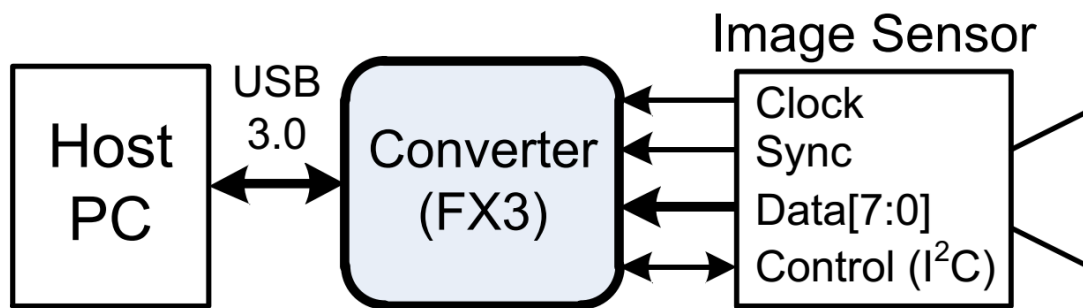 Image Sensor
Host
PC
USB
3.0
Converter
(FX3)
Clock
Sync
Data[7:0]
Control (I²C)